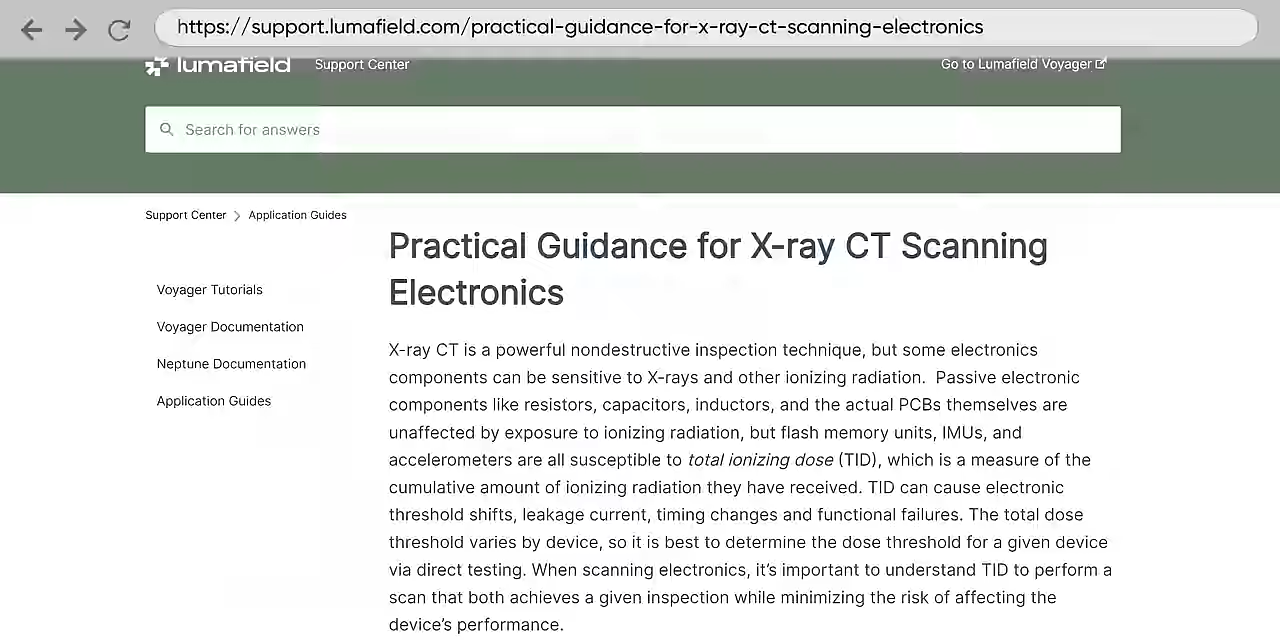 https://support.lumafield.com/practical-guidance-for-x-ray-ct-scanning-electronics
lumafield
Support Center
Go to Lumafield Voyager
Search for answers
Support Center
Application Guides
Voyager Tutorials
Voyager Documentation
Neptune Documentation
Application Guides
Practical Guidance for X-ray CT Scanning
Electronics
X-ray CT is a powerful nondestructive inspection technique, but some electronics
components can be sensitive to X-rays and other ionizing radiation.  Passive electronic
components like resistors, capacitors, inductors, and the actual PCBs themselves are
unaffected by exposure to ionizing radiation, but flash memory units, IMUs, and
accelerometers are all susceptible to total ionizing dose (TID), which is a measure of the
cumulative amount of ionizing radiation they have received. TID can cause electronic
threshold shifts, leakage current, timing changes and functional failures. The total dose
threshold varies by device, so it is best to determine the dose threshold for a given device
via direct testing. When scanning electronics, it’s important to understand TID to perform a
scan that both achieves a given inspection while minimizing the risk of affecting the
device’s performance.